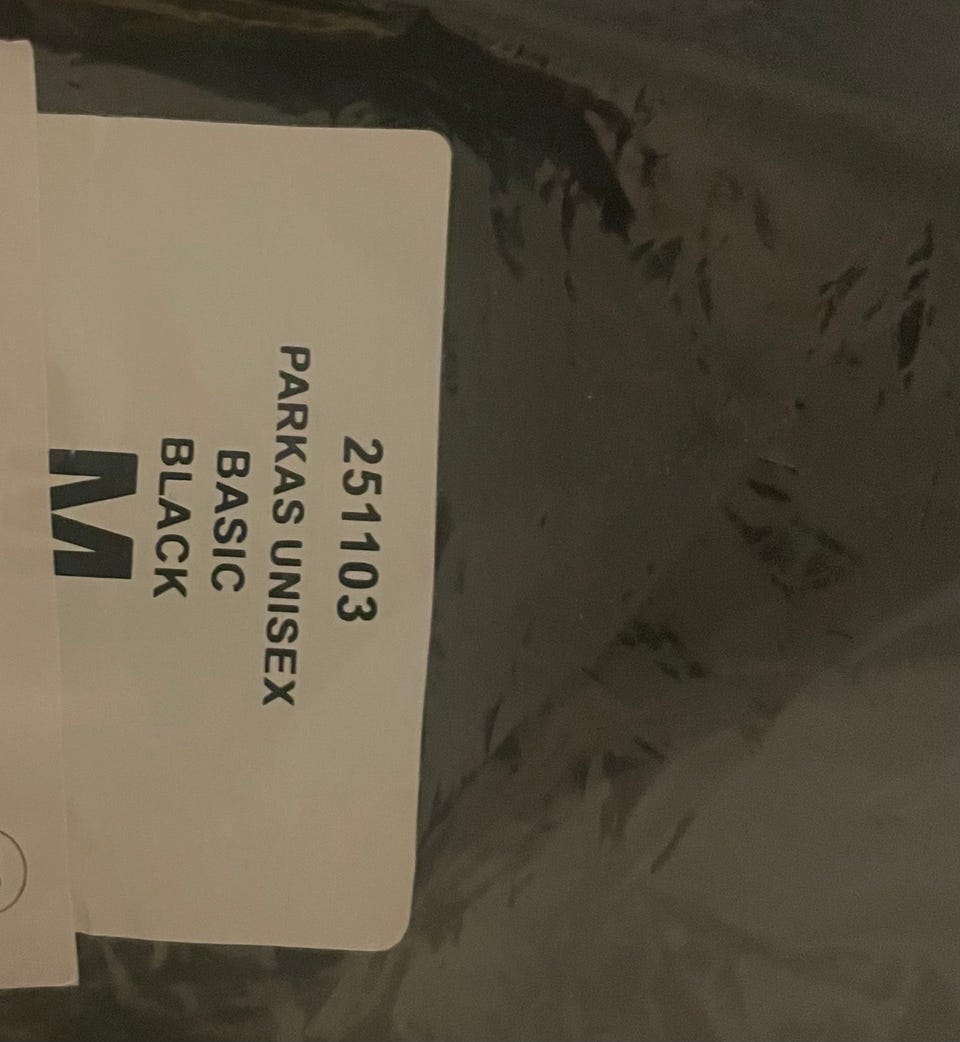 251103
PARKAS UNISEX
BASIC
BLACK
M